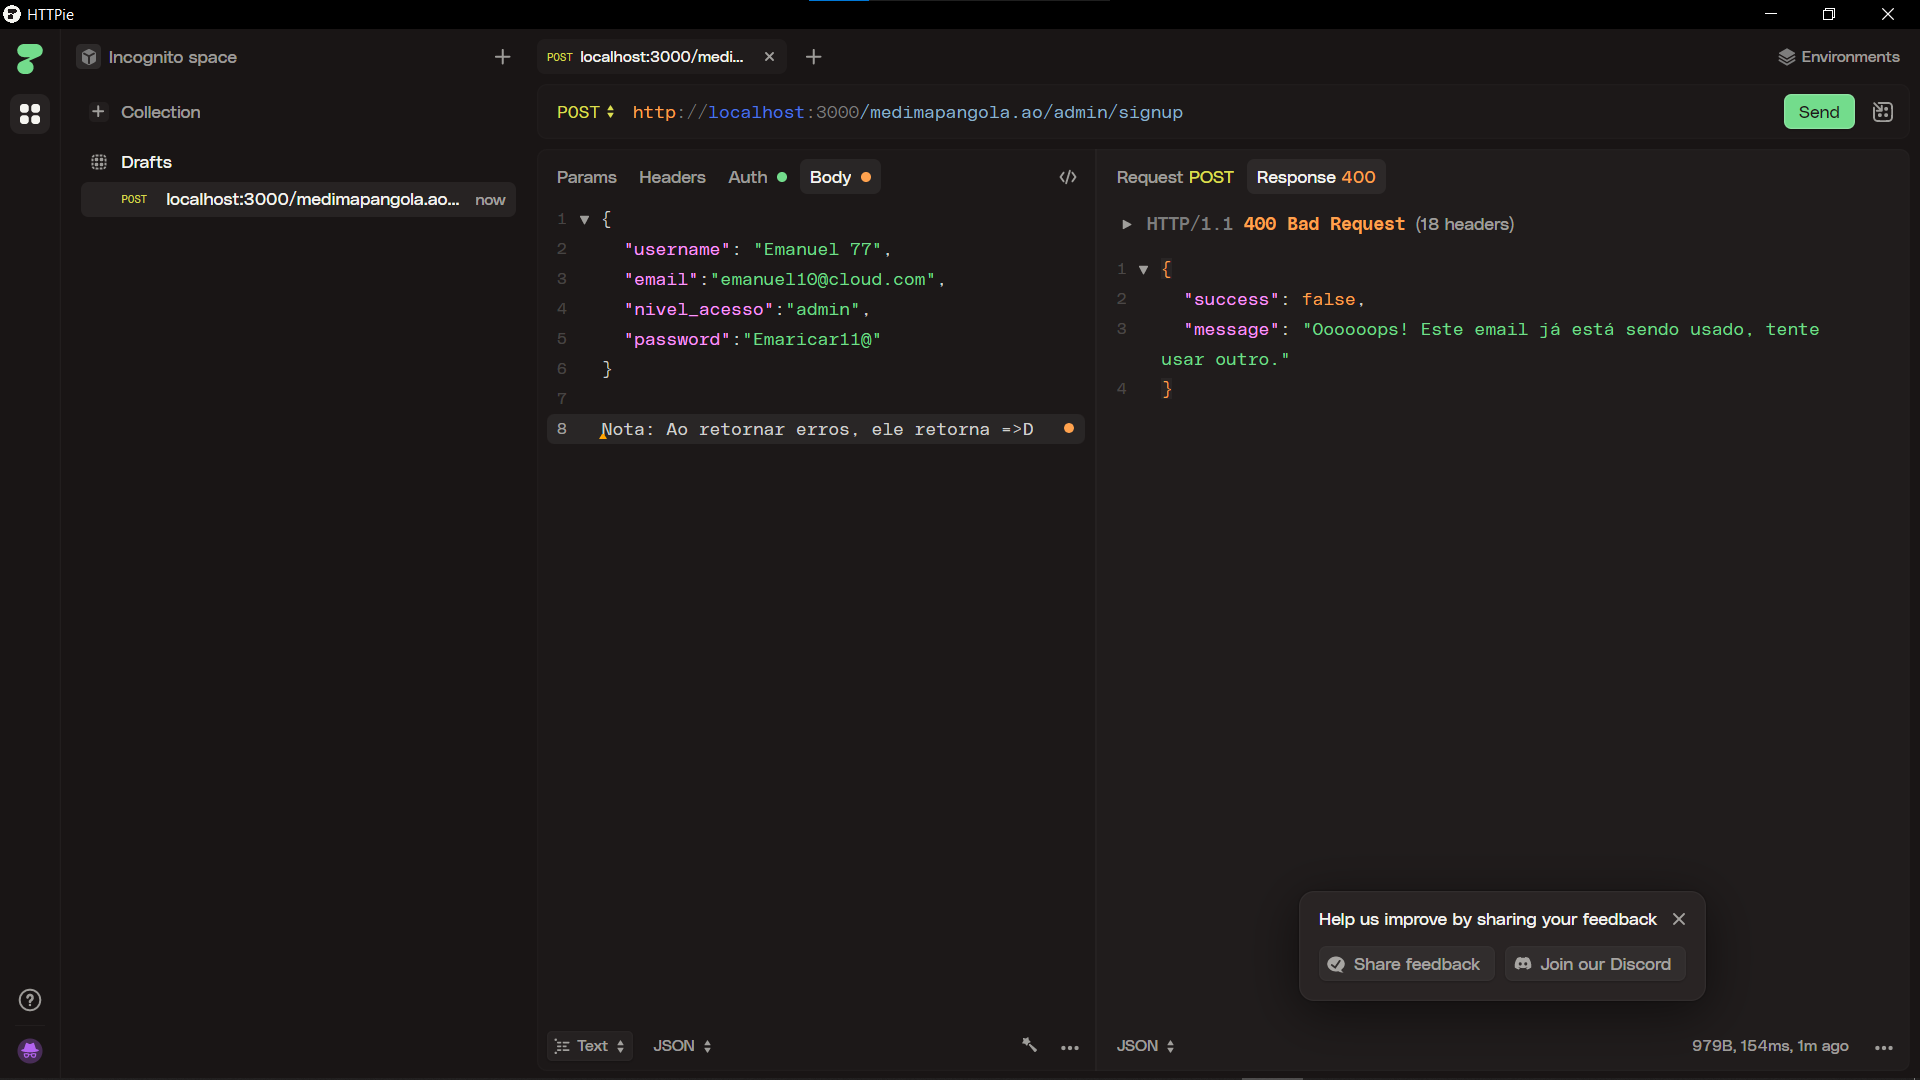 HTTPie
Incognito space
POST localhost:3000/medi...
Environments
Collection
POST http://localhost:3000/medimapangola.ao/admin/signup
Send
Drafts
POST localhost:3000/medimapangola.ao... now
Params Headers Auth Body
1 {
2 "username": "Emanuel 77",
3 "email":"emanuel10@cloud.com",
4 "nivel_acesso":"admin",
5 "password":"Emaricar11@"
6 }
7
8 Nota: Ao retornar erros, ele retorna =>D
Request POST Response 400
HTTP/1.1 400 Bad Request (18 headers)
1 {
2 "success": false,
3 "message": "Oooooops! Este email já está sendo usado, tente
usar outro."
4 }
Help us improve by sharing your feedback
Share feedback Join our Discord
Text JSON
JSON
979B, 154ms, 1m ago